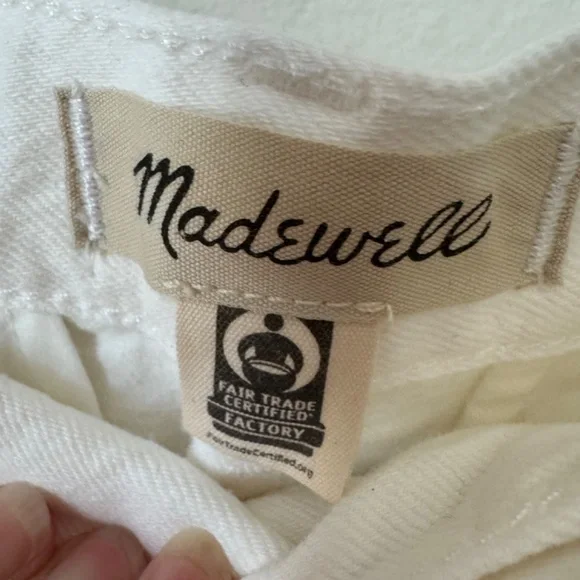 Madewell
FAIR TRADE
CERTIFIED
FACTORY
FairTradeCertified.org